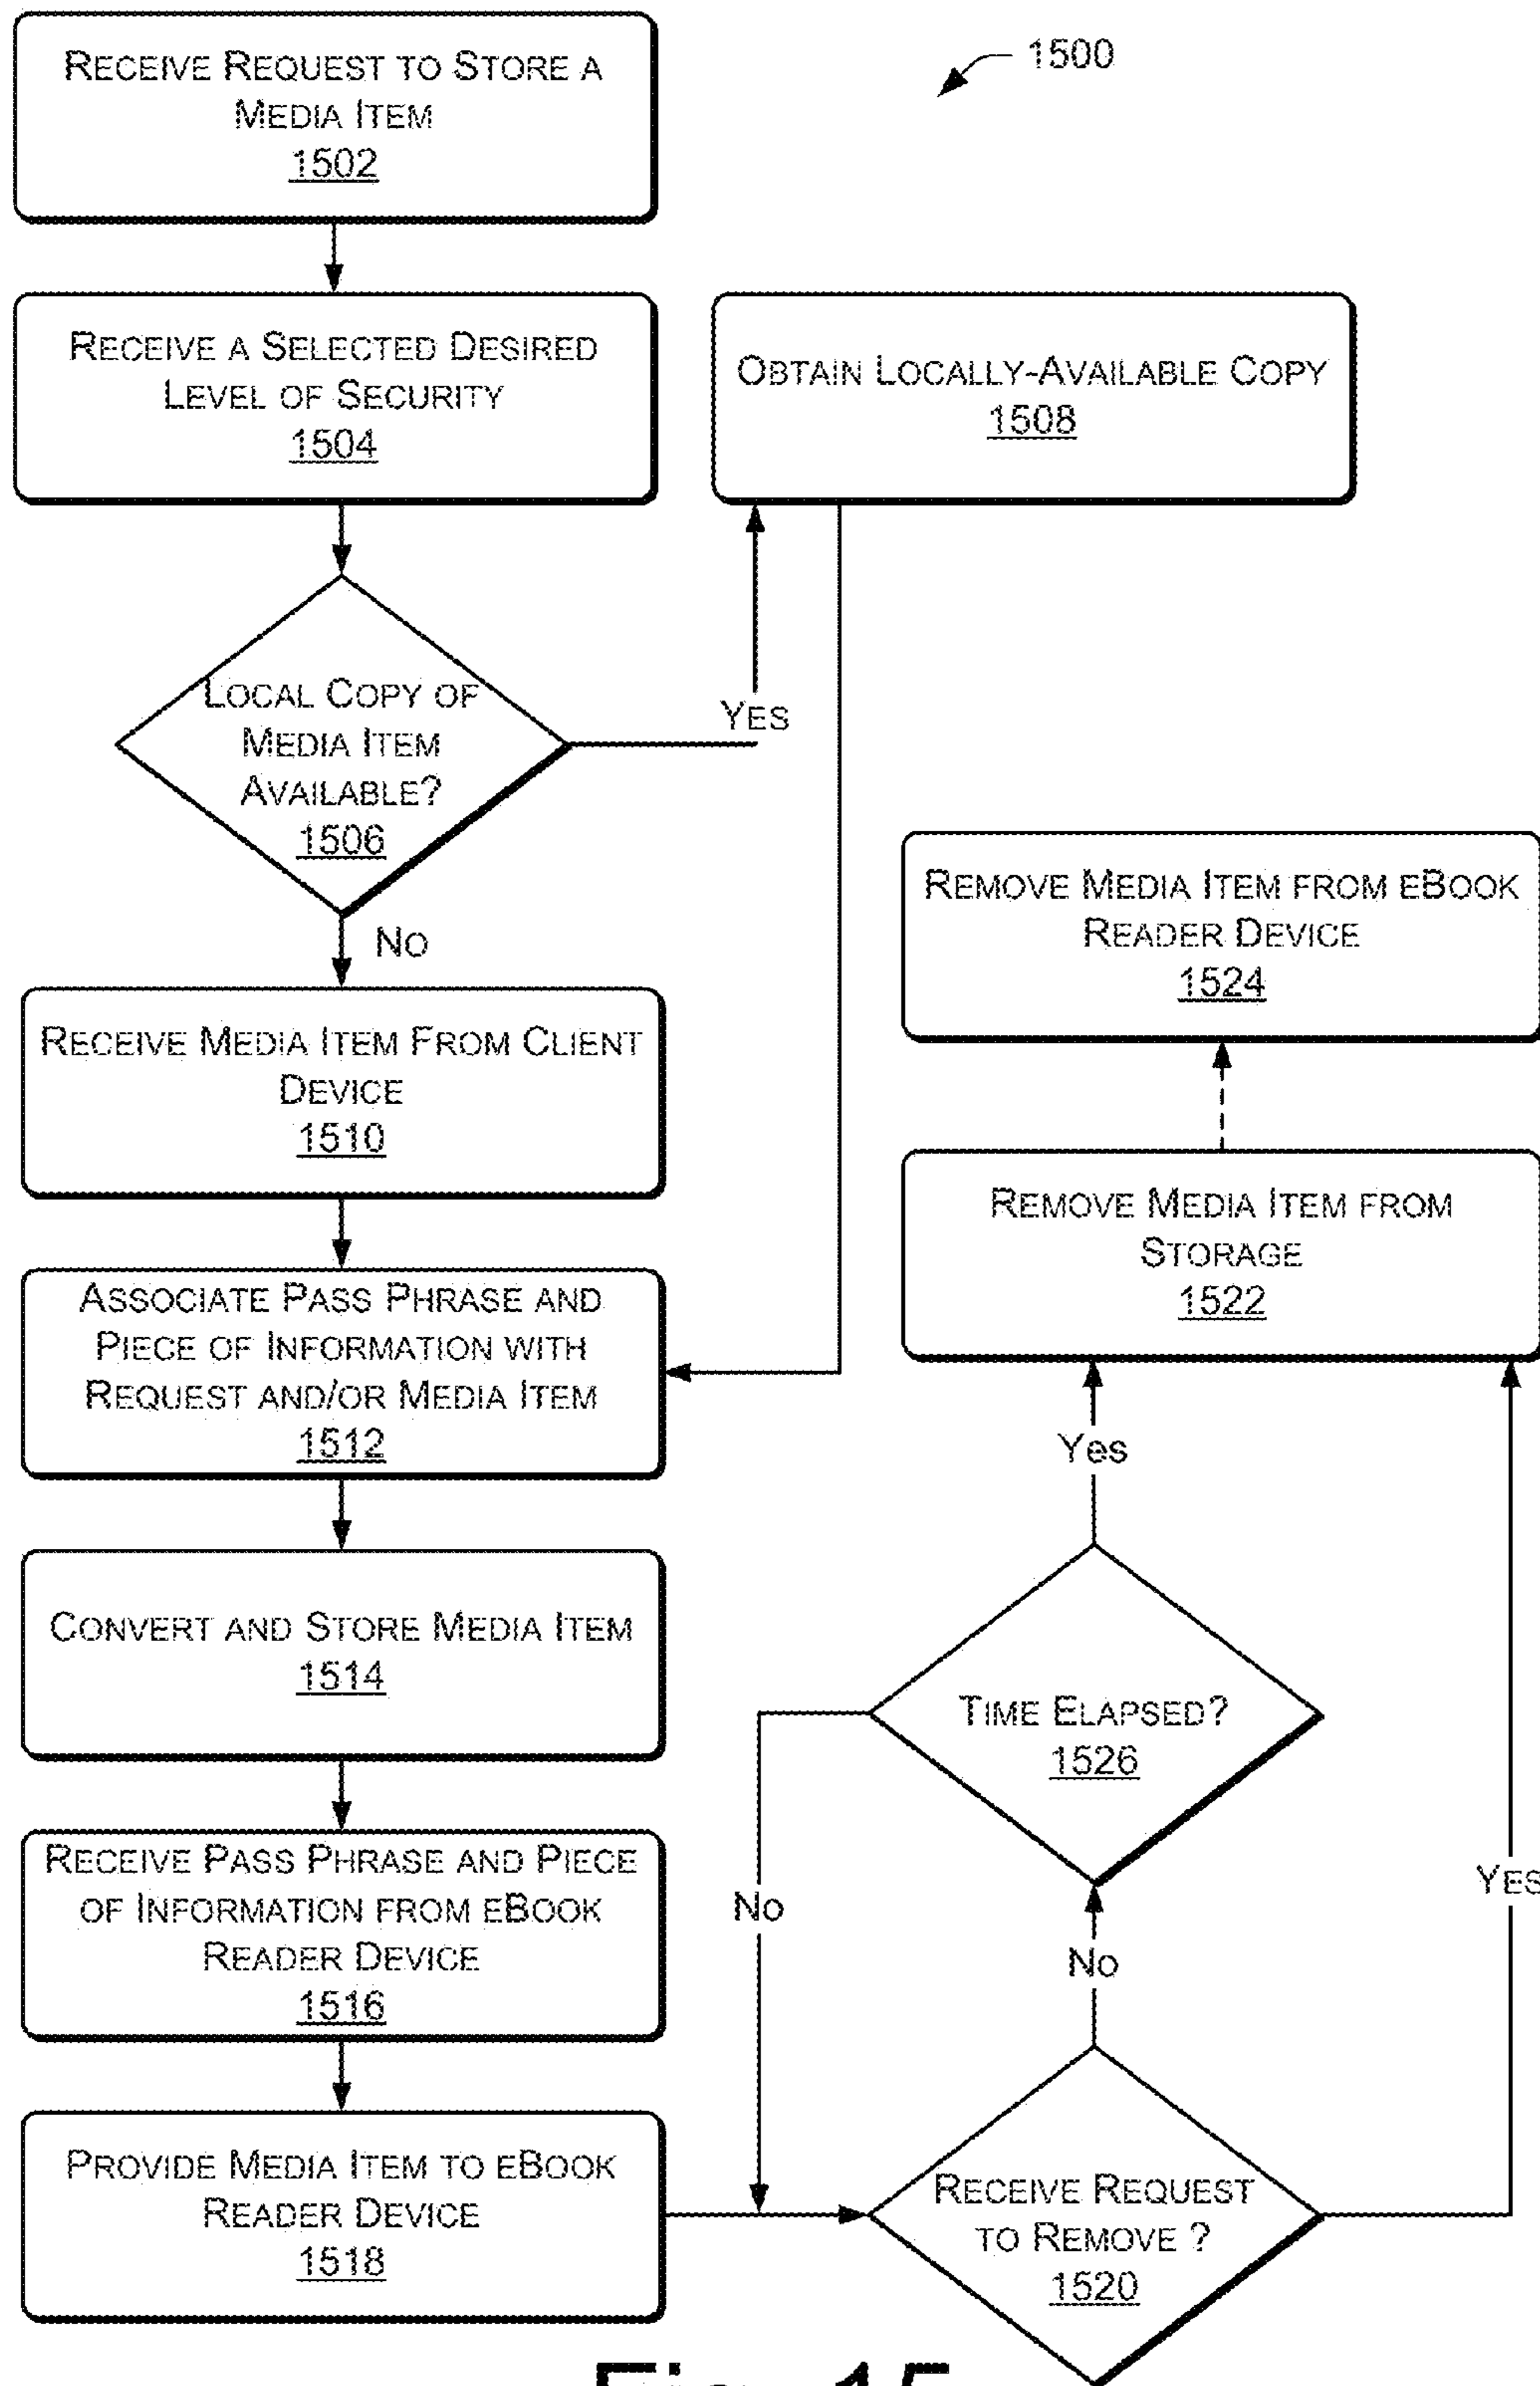 RECEIVE REQUEST TO STORE A
MEDIA ITEM
1502
1500
RECEIVE A SELECTED DESIRED
LEVEL OF SECURITY
1504
OBTAIN LOCALLY-AVAILABLE COPY
1508
LOCAL COPY OF
MEDIA ITEM
AVAILABLE?
1506
YES
NO
RECEIVE MEDIA ITEM FROM CLIENT
DEVICE
1510
ASSOCIATE PASS PHRASE AND
PIECE OF INFORMATION WITH
REQUEST AND/OR MEDIA ITEM
1512
CONVERT AND STORE MEDIA ITEM
1514
RECEIVE PASS PHRASE AND PIECE
OF INFORMATION FROM EBOOK
READER DEVICE
1516
PROVIDE MEDIA ITEM TO EBOOK
READER DEVICE
1518
REMOVE MEDIA ITEM FROM EBOOK
READER DEVICE
1524
REMOVE MEDIA ITEM FROM
STORAGE
1522
Yes
TIME ELAPSED?
1526
No
No
YES
RECEIVE REQUEST
TO REMOVE ?
1520
Fig. 15